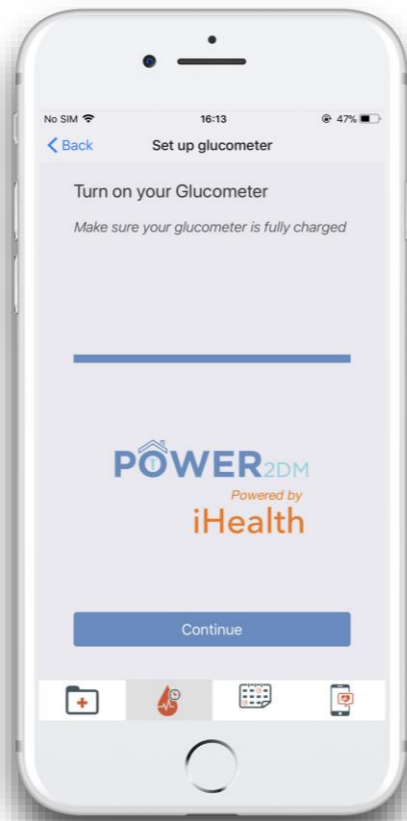 No SIM 16:13 47%
Back Set up glucometer
Turn on your Glucometer
Make sure your glucometer is fully charged
POWER2DM
Powered by
iHealth
Continue